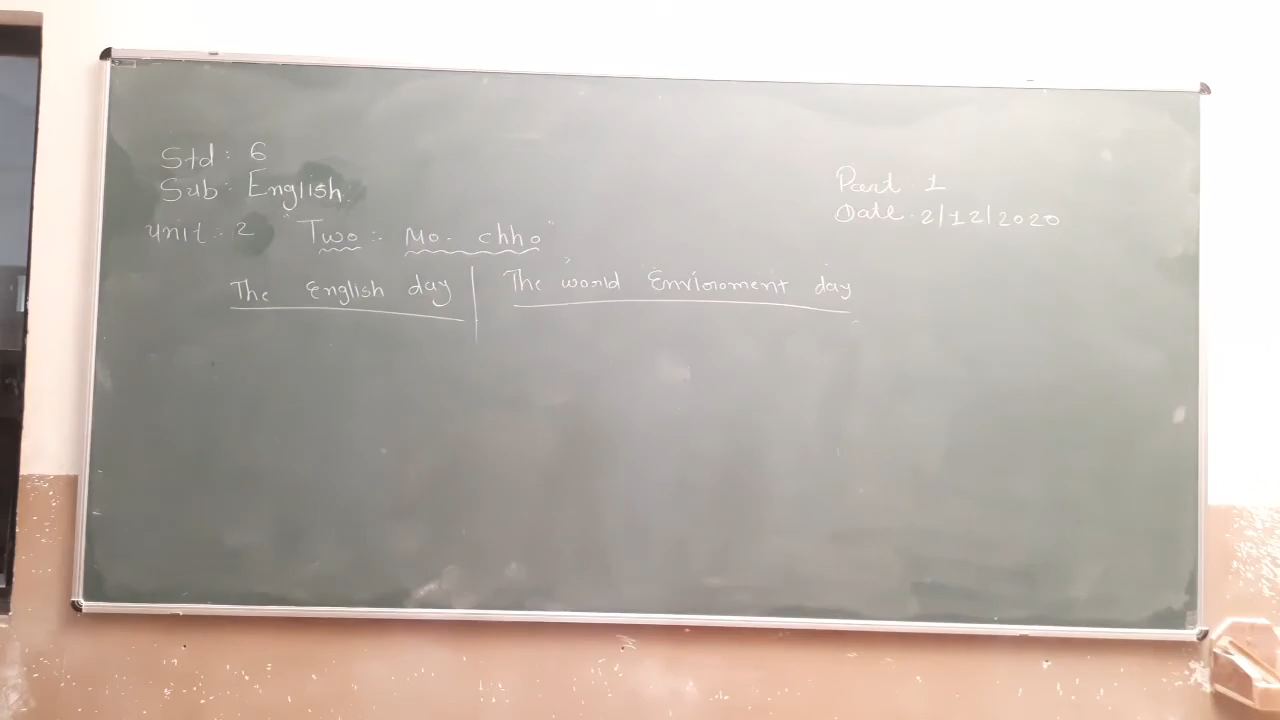 Std: 6
Sub: English.
Unit: 2 "Two: Mo. chho"
The English day | The world Enviroment day
Part. 1
Date. 2/12/2020